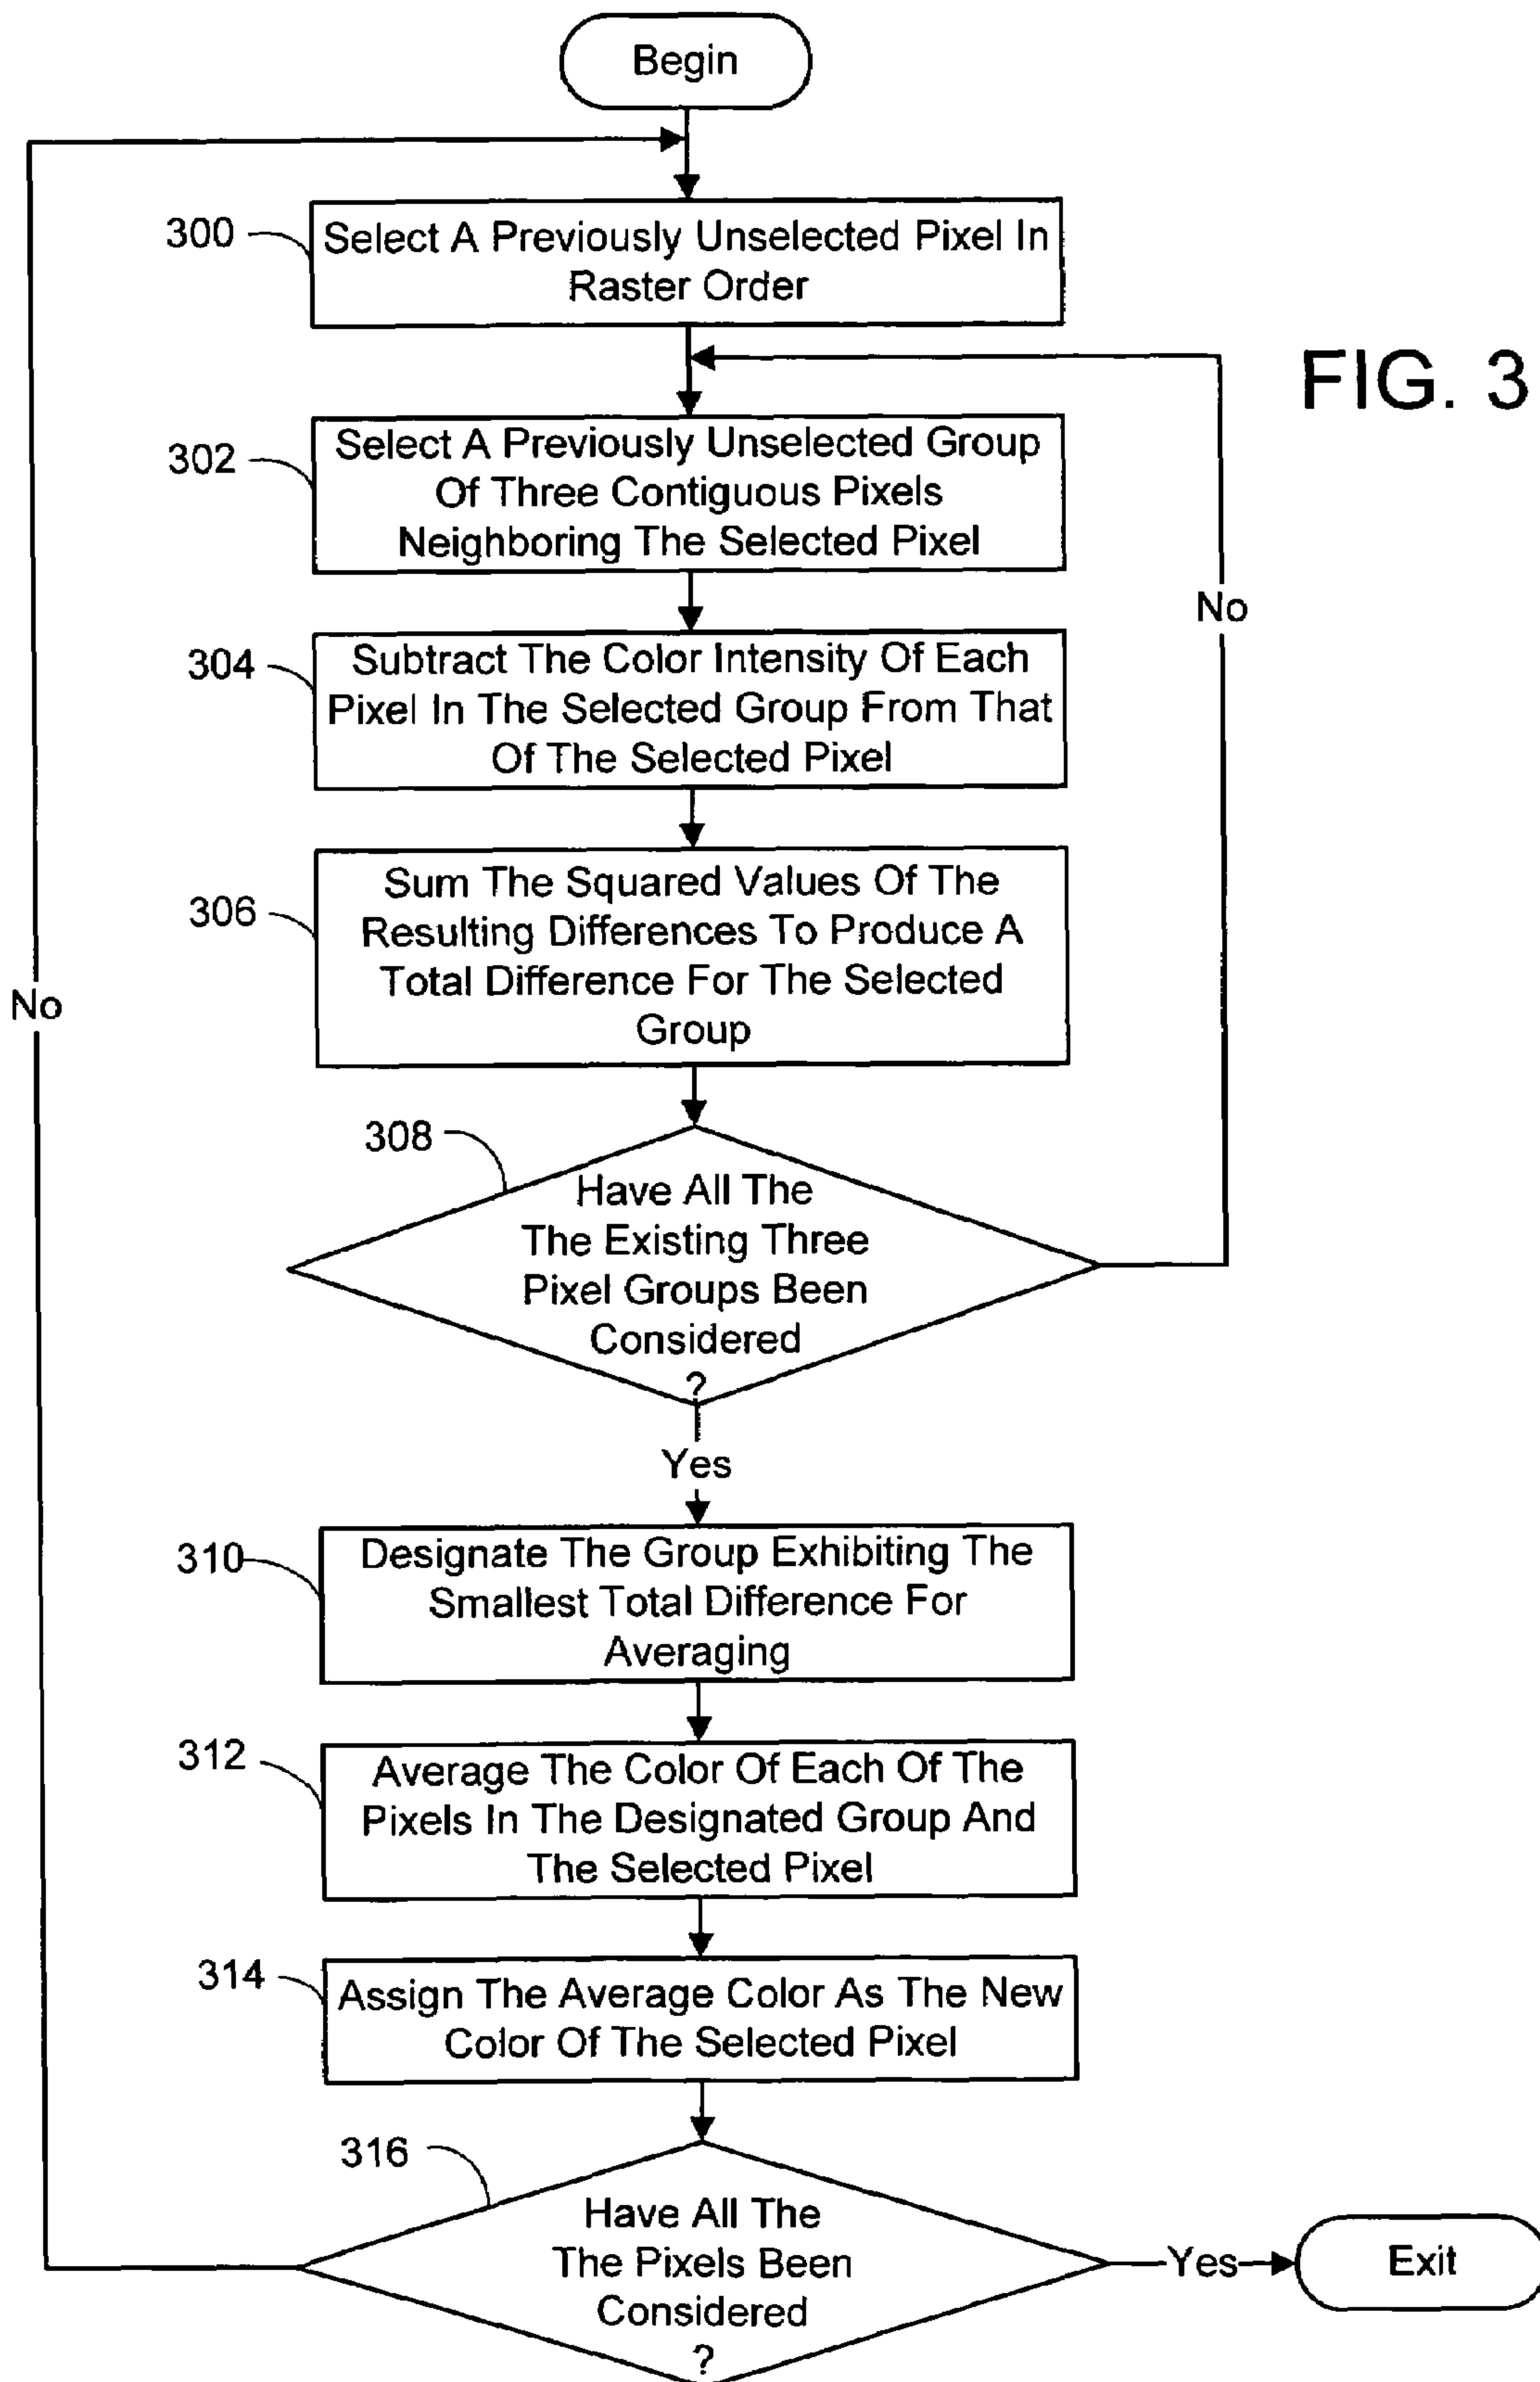 Begin
300
Select A Previously Unselected Pixel In
Raster Order
FIG. 3
302
Select A Previously Unselected Group
Of Three Contiguous Pixels
Neighboring The Selected Pixel
No
304
Subtract The Color Intensity Of Each
Pixel In The Selected Group From That
Of The Selected Pixel
306
Sum The Squared Values Of The
Resulting Differences To Produce A
Total Difference For The Selected
Group
No
308
Have All The
The Existing Three
Pixel Groups Been
Considered
?
Yes
310
Designate The Group Exhibiting The
Smallest Total Difference For
Averaging
312
Average The Color Of Each Of The
Pixels In The Designated Group And
The Selected Pixel
314
Assign The Average Color As The New
Color Of The Selected Pixel
316
Have All The
The Pixels Been
Considered
?
Yes
Exit